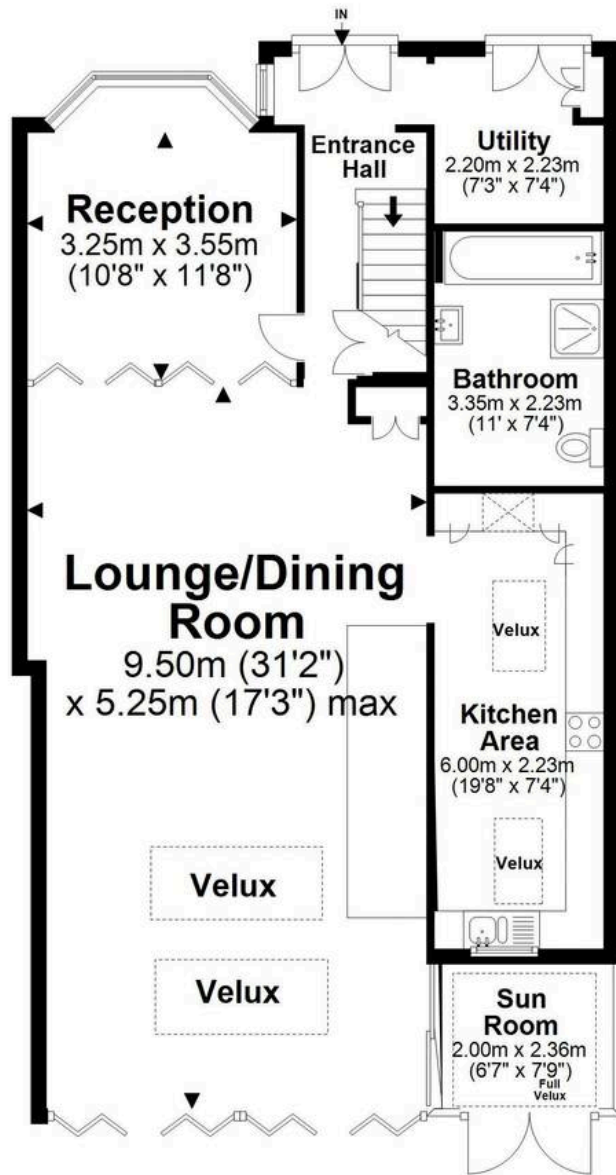 IN
Entrance
Hall
Utility
2.20m x 2.23m
(7'3" x 7'4")
Reception
3.25m x 3.55m
(10'8" x 11'8")
Bathroom
3.35m x 2.23m
(11' x 7'4")
Lounge/Dining
Room
9.50m (31'2")
x 5.25m (17'3") max
Velux
Kitchen
Area
6.00m x 2.23m
(19'8" x 7'4")
Velux
Velux
Velux
Sun
Room
2.00m x 2.36m
(6'7" x 7'9")
Full
Velux